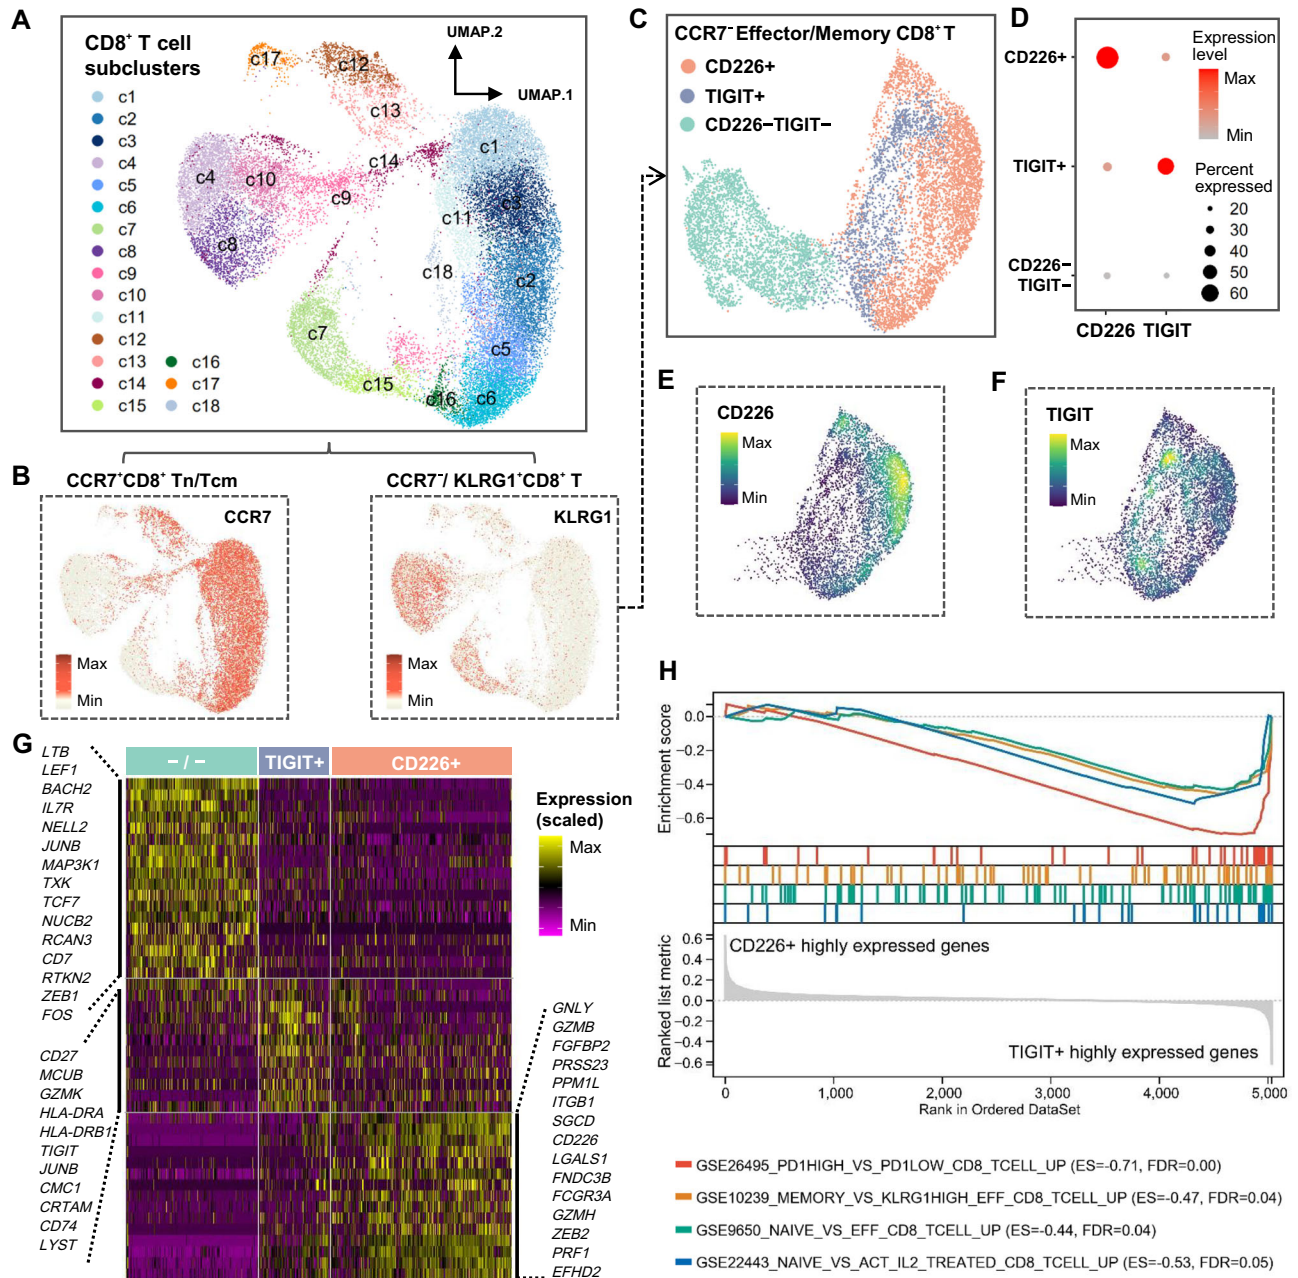 A
CD8⁺ T cell
subclusters
c1
c2
c3
c4
c5
c6
c7
c8
c9
c10
c11
c12
c13
c14
c15
c16
c17
c18
UMAP.2
UMAP.1
c17
c12
c13
c14
c1
c4
c10
c9
c3
c11
c8
c18
c2
c7
c5
c15
c16
c6
B
CCR7⁺CD8⁺ Tn/Tcm
CCR7
Max
Min
CCR7⁻/ KLRG1⁺CD8⁺ T
KLRG1
Max
Min
C
CCR7⁻Effector/Memory CD8⁺ T
CD226+
TIGIT+
CD226−TIGIT−
D
CD226+
TIGIT+
CD226−
TIGIT−
CD226 TIGIT
Expression
level
Max
Min
Percent
expressed
20
30
40
50
60
E
CD226
Max
Min
F
TIGIT
Max
Min
G
− / −
TIGIT+
CD226+
LTB
LEF1
BACH2
IL7R
NELL2
JUNB
MAP3K1
TXK
TCF7
NUCB2
RCAN3
CD7
RTKN2
ZEB1
FOS
CD27
MCUB
GZMK
HLA-DRA
HLA-DRB1
TIGIT
JUNB
CMC1
CRTAM
CD74
LYST
Expression
(scaled)
Max
Min
GNLY
GZMB
FGFBP2
PRSS23
PPM1L
ITGB1
SGCD
CD226
LGALS1
FNDC3B
FCGR3A
GZMH
ZEB2
PRF1
EFHD2
H
Enrichment score
0.0
−0.2
−0.4
−0.6
Ranked list metric
0.6
0.4
0.2
0.0
−0.2
−0.4
−0.6
CD226+ highly expressed genes
TIGIT+ highly expressed genes
0
1,000
2,000
3,000
4,000
5,000
Rank in Ordered DataSet
GSE26495_PD1HIGH_VS_PD1LOW_CD8_TCELL_UP (ES=-0.71, FDR=0.00)
GSE10239_MEMORY_VS_KLRG1HIGH_EFF_CD8_TCELL_UP (ES=-0.47, FDR=0.04)
GSE9650_NAIVE_VS_EFF_CD8_TCELL_UP (ES=-0.44, FDR=0.04)
GSE22443_NAIVE_VS_ACT_IL2_TREATED_CD8_TCELL_UP (ES=-0.53, FDR=0.05)